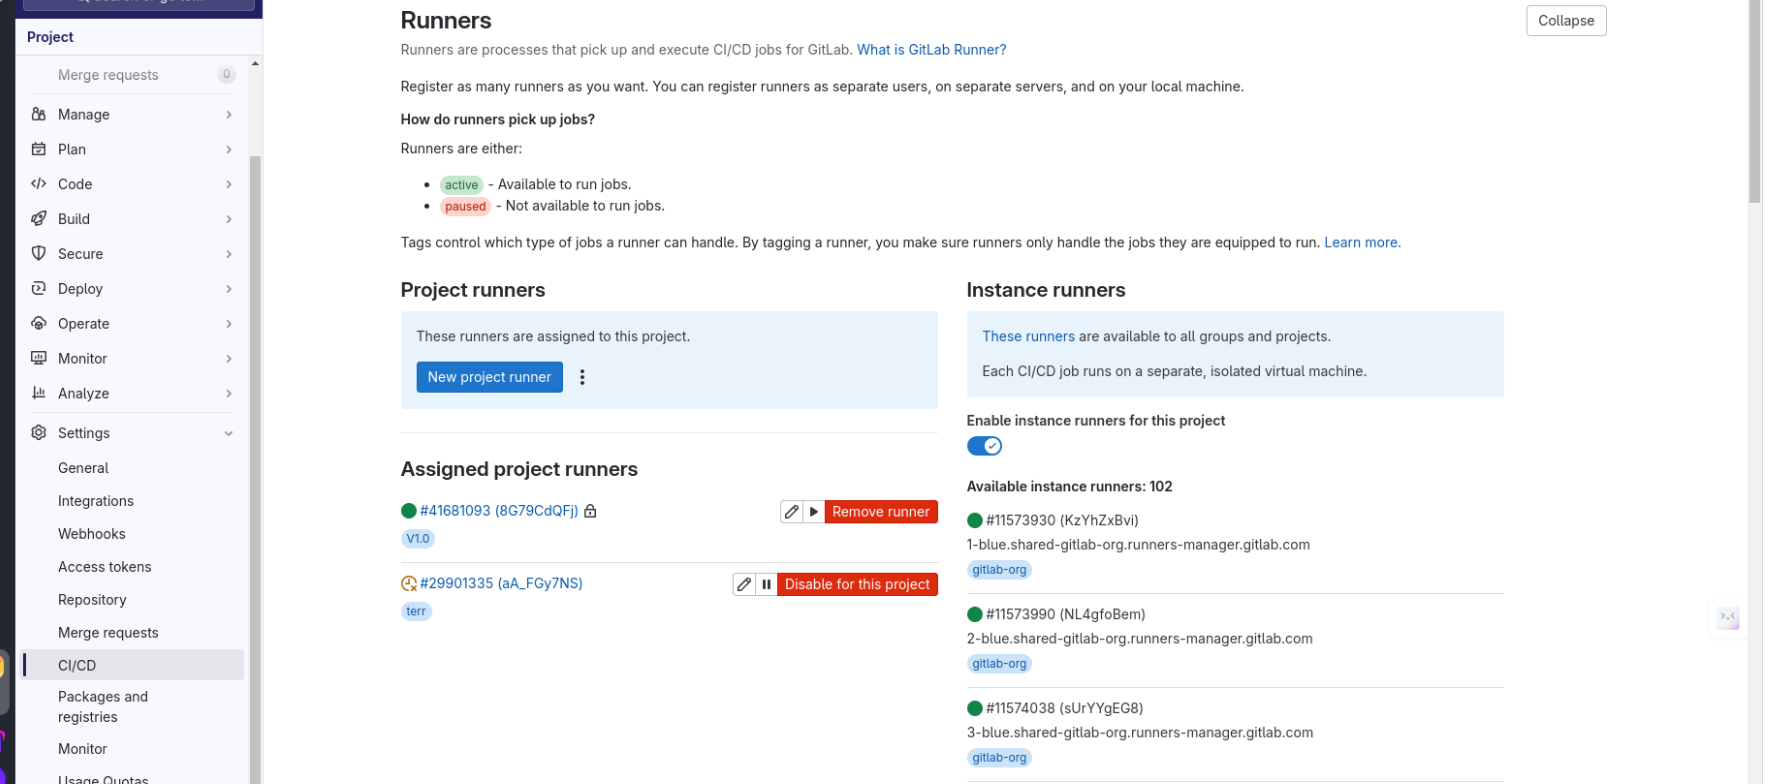 Project
Merge requests 0
Manage
Plan
Code
Build
Secure
Deploy
Operate
Monitor
Analyze
Settings
General
Integrations
Webhooks
Access tokens
Repository
Merge requests
CI/CD
Packages and
registries
Monitor
Usage Quotas
Runners
Collapse
Runners are processes that pick up and execute CI/CD jobs for GitLab. What is GitLab Runner?
Register as many runners as you want. You can register runners as separate users, on separate servers, and on your local machine.
How do runners pick up jobs?
Runners are either:
• active - Available to run jobs.
• paused - Not available to run jobs.
Tags control which type of jobs a runner can handle. By tagging a runner, you make sure runners only handle the jobs they are equipped to run. Learn more.
Project runners
These runners are assigned to this project.
New project runner
Assigned project runners
#41681093 (8G79CdQFj)
Remove runner
V1.0
#29901335 (aA_FGy7NS)
Disable for this project
terr
Instance runners
These runners are available to all groups and projects.
Each CI/CD job runs on a separate, isolated virtual machine.
Enable instance runners for this project
Available instance runners: 102
#11573930 (KzYhZxBvi)
1-blue.shared-gitlab-org.runners-manager.gitlab.com
gitlab-org
#11573990 (NL4gfoBem)
2-blue.shared-gitlab-org.runners-manager.gitlab.com
gitlab-org
#11574038 (sUrYYgEG8)
3-blue.shared-gitlab-org.runners-manager.gitlab.com
gitlab-org